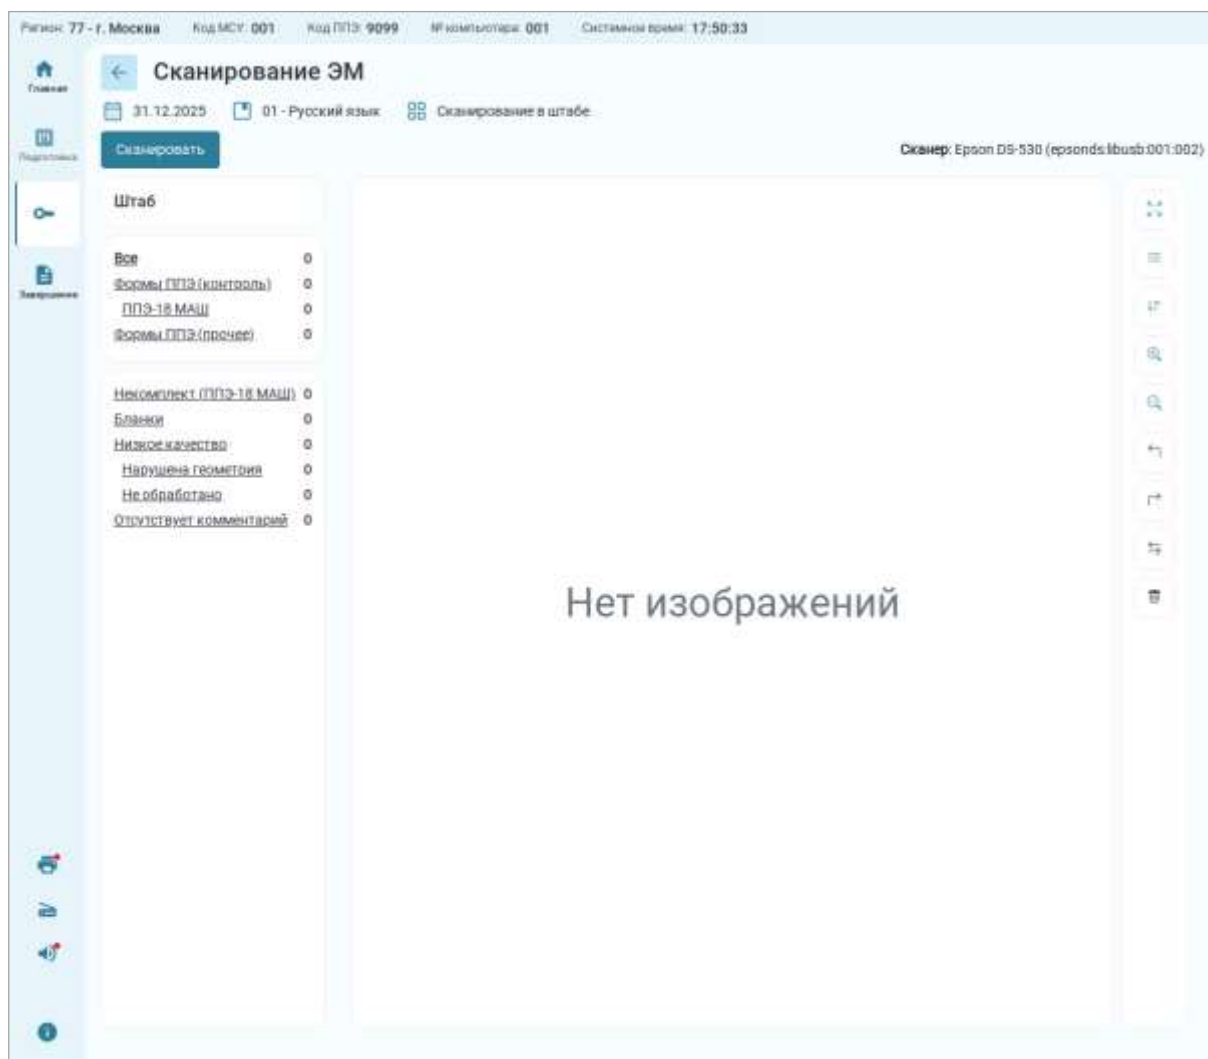 Регион: 77 - г. Москва Код МСУ: 001 Код ППЭ: 9099 № компьютера: 001 Системное время: 17:50:33
Главная
Сканирование ЭМ
31.12.2025 01 - Русский язык Сканирование в штабе
Подготовка
Сканировать
Сканер: Epson DS-530 (epsonds:libusb:001:002)
Штаб
Все 0
Формы ППЭ (контроль) 0
ППЭ-18 МАШ 0
Формы ППЭ (прочее) 0
Завершение
Некомплект (ППЭ-18 МАШ) 0
Бланки 0
Низкое качество 0
Нарушена геометрия 0
Не обработано 0
Отсутствует комментарий 0
Нет изображений